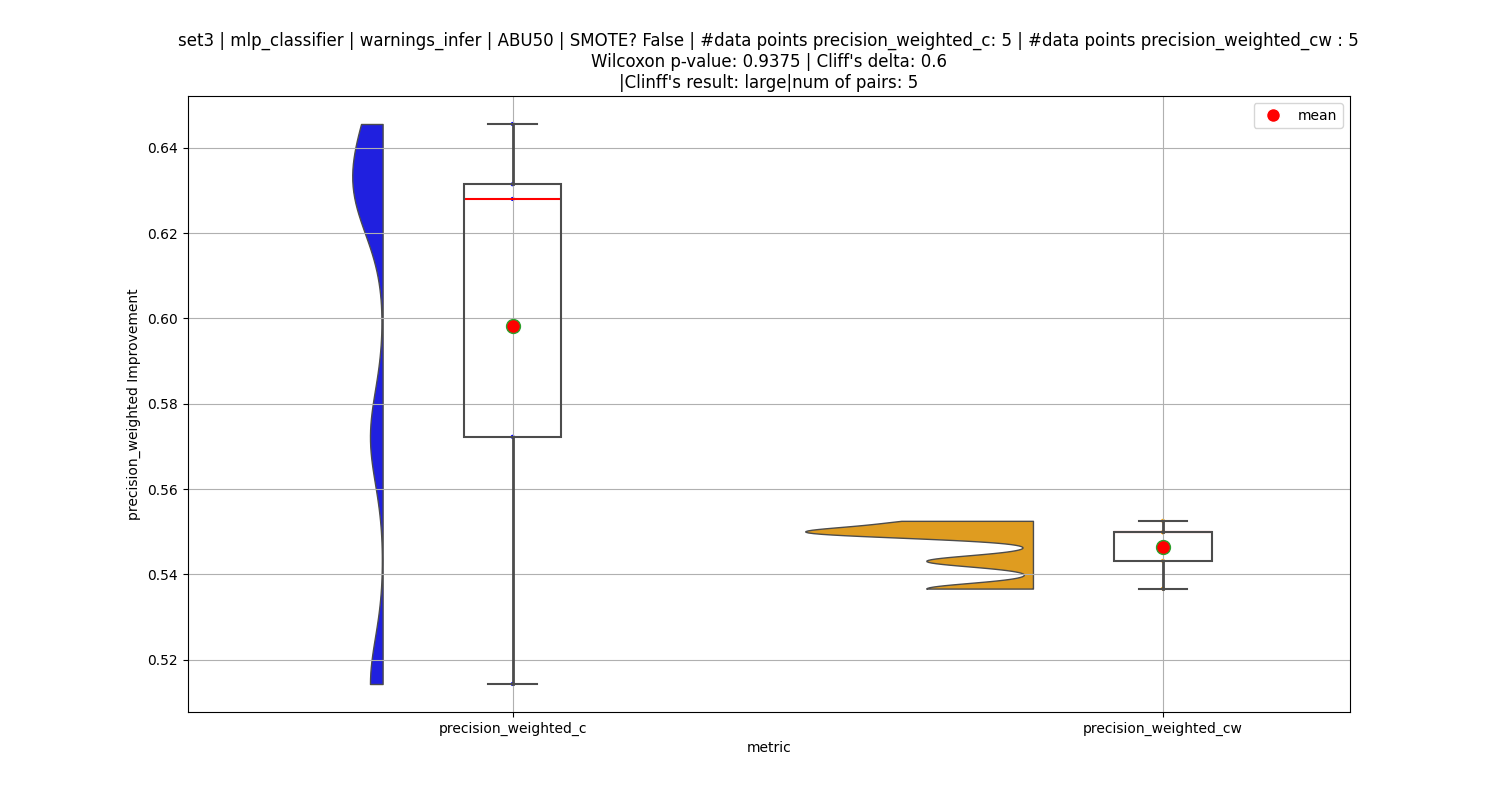 set3 | mlp_classifier | warnings_infer | ABU50 | SMOTE? False | #data points precision_weighted_c: 5 | #data points precision_weighted_cw : 5
Wilcoxon p-value: 0.9375 | Cliff's delta: 0.6
|Clinff's result: large|num of pairs: 5
mean
0.64
0.62
0.60
0.58
0.56
0.54
0.52
precision_weighted Improvement
precision_weighted_c
precision_weighted_cw
metric